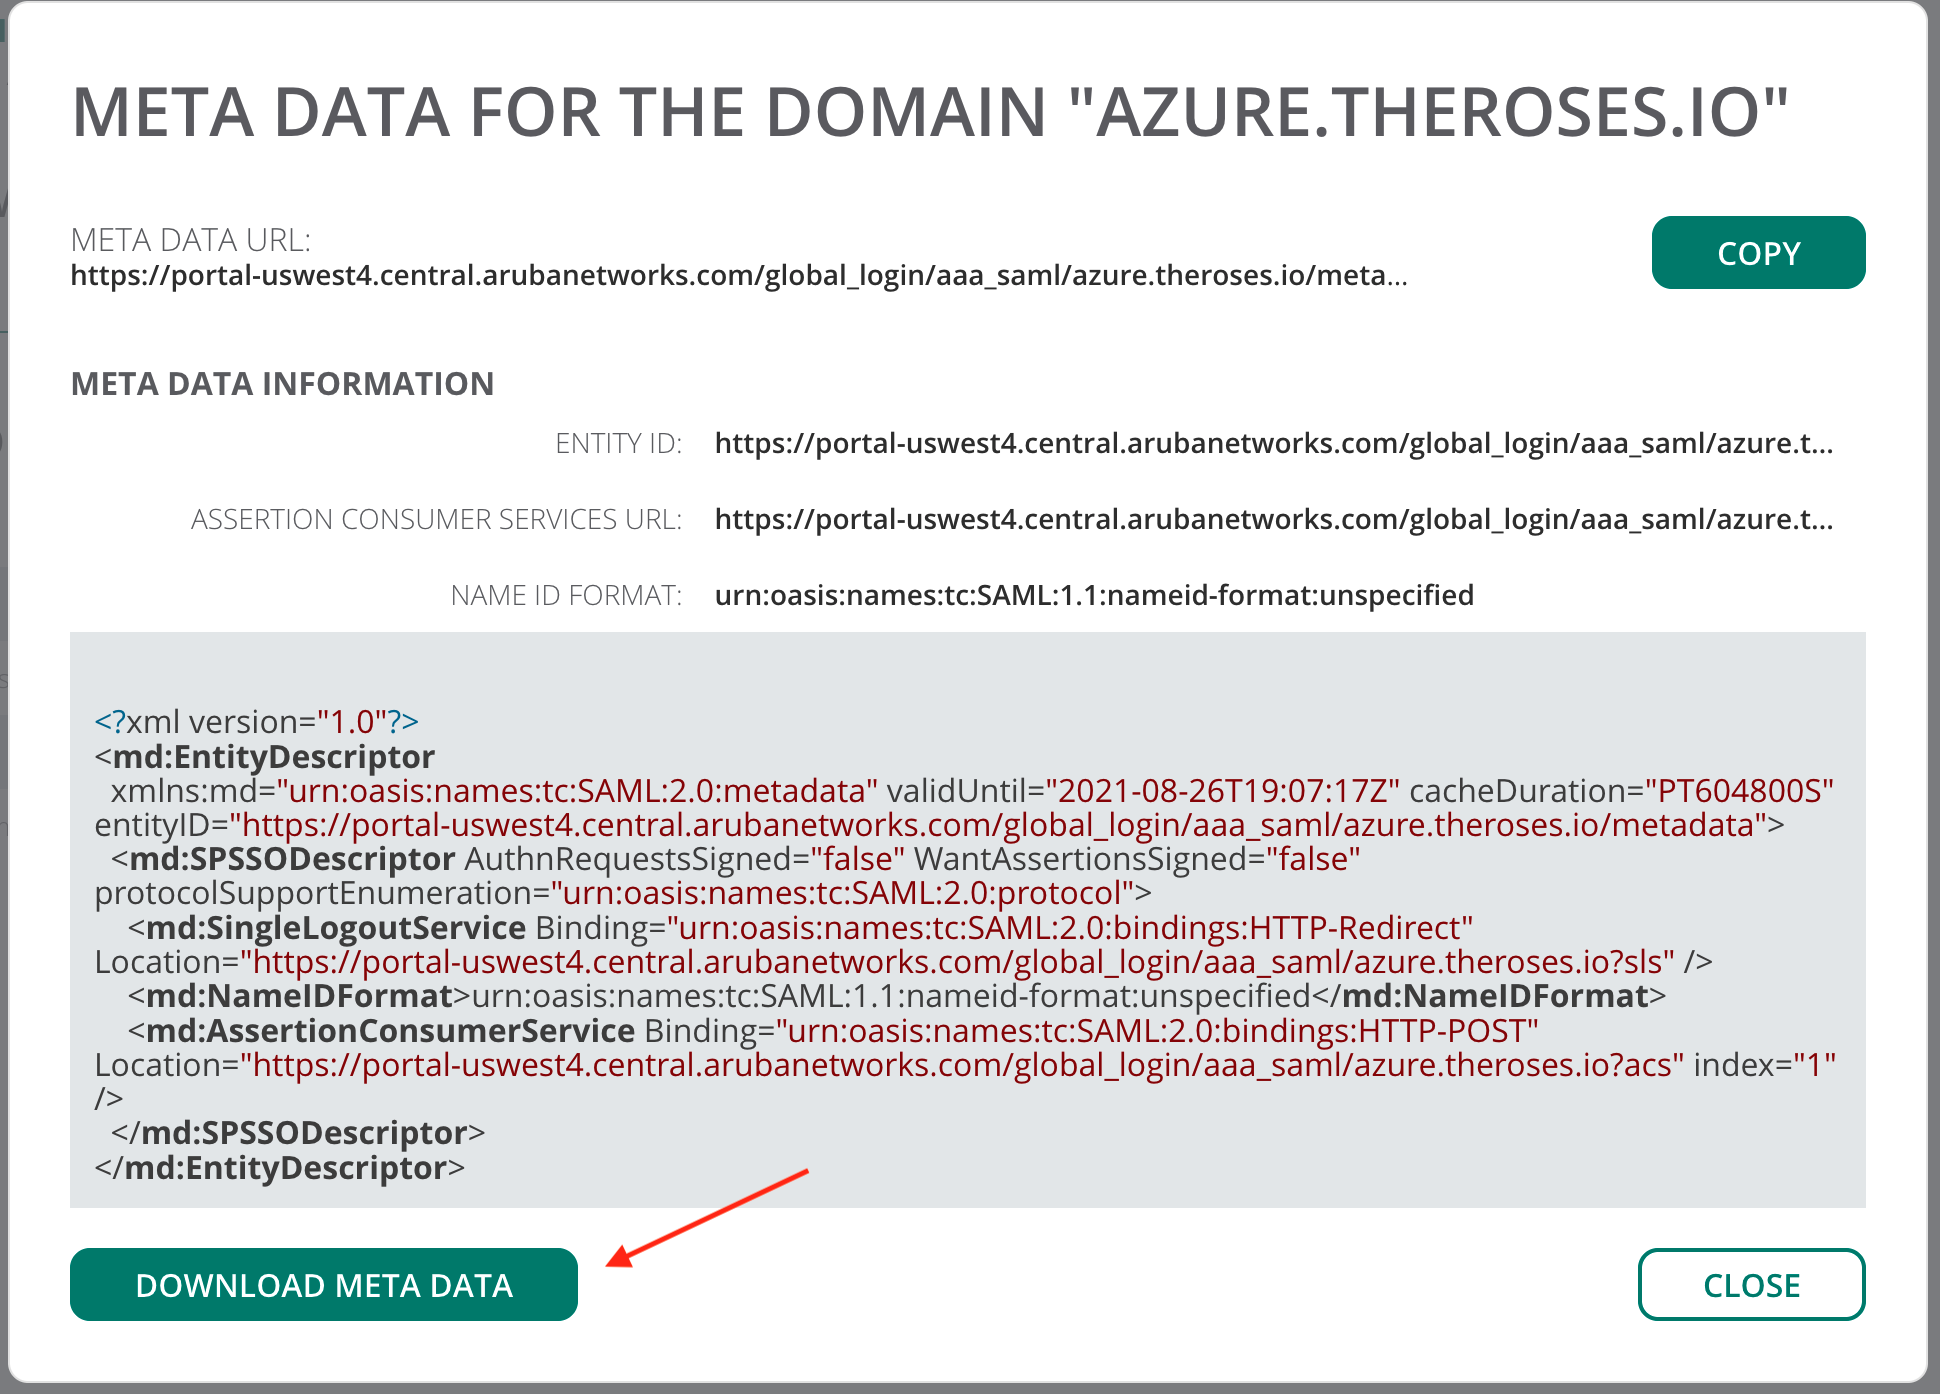 META DATA FOR THE DOMAIN "AZURE.THEROSES.IO"
META DATA URL:
https://portal-uswest4.central.arubanetworks.com/global_login/aaa_saml/azure.theroses.io/meta...
COPY
META DATA INFORMATION
ENTITY ID: https://portal-uswest4.central.arubanetworks.com/global_login/aaa_saml/azure.t...
ASSERTION CONSUMER SERVICES URL: https://portal-uswest4.central.arubanetworks.com/global_login/aaa_saml/azure.t...
NAME ID FORMAT: urn:oasis:names:tc:SAML:1.1:nameid-format:unspecified
<?xml version="1.0"?>
<md:EntityDescriptor
xmlns:md="urn:oasis:names:tc:SAML:2.0:metadata" validUntil="2021-08-26T19:07:17Z" cacheDuration="PT604800S"
entityID="https://portal-uswest4.central.arubanetworks.com/global_login/aaa_saml/azure.theroses.io/metadata">
<md:SPSSODescriptor AuthnRequestsSigned="false" WantAssertionsSigned="false"
protocolSupportEnumeration="urn:oasis:names:tc:SAML:2.0:protocol">
<md:SingleLogoutService Binding="urn:oasis:names:tc:SAML:2.0:bindings:HTTP-Redirect"
Location="https://portal-uswest4.central.arubanetworks.com/global_login/aaa_saml/azure.theroses.io?sls" />
<md:NameIDFormat>urn:oasis:names:tc:SAML:1.1:nameid-format:unspecified</md:NameIDFormat>
<md:AssertionConsumerService Binding="urn:oasis:names:tc:SAML:2.0:bindings:HTTP-POST"
Location="https://portal-uswest4.central.arubanetworks.com/global_login/aaa_saml/azure.theroses.io?acs" index="1"
/>
</md:SPSSODescriptor>
</md:EntityDescriptor>
DOWNLOAD META DATA
CLOSE